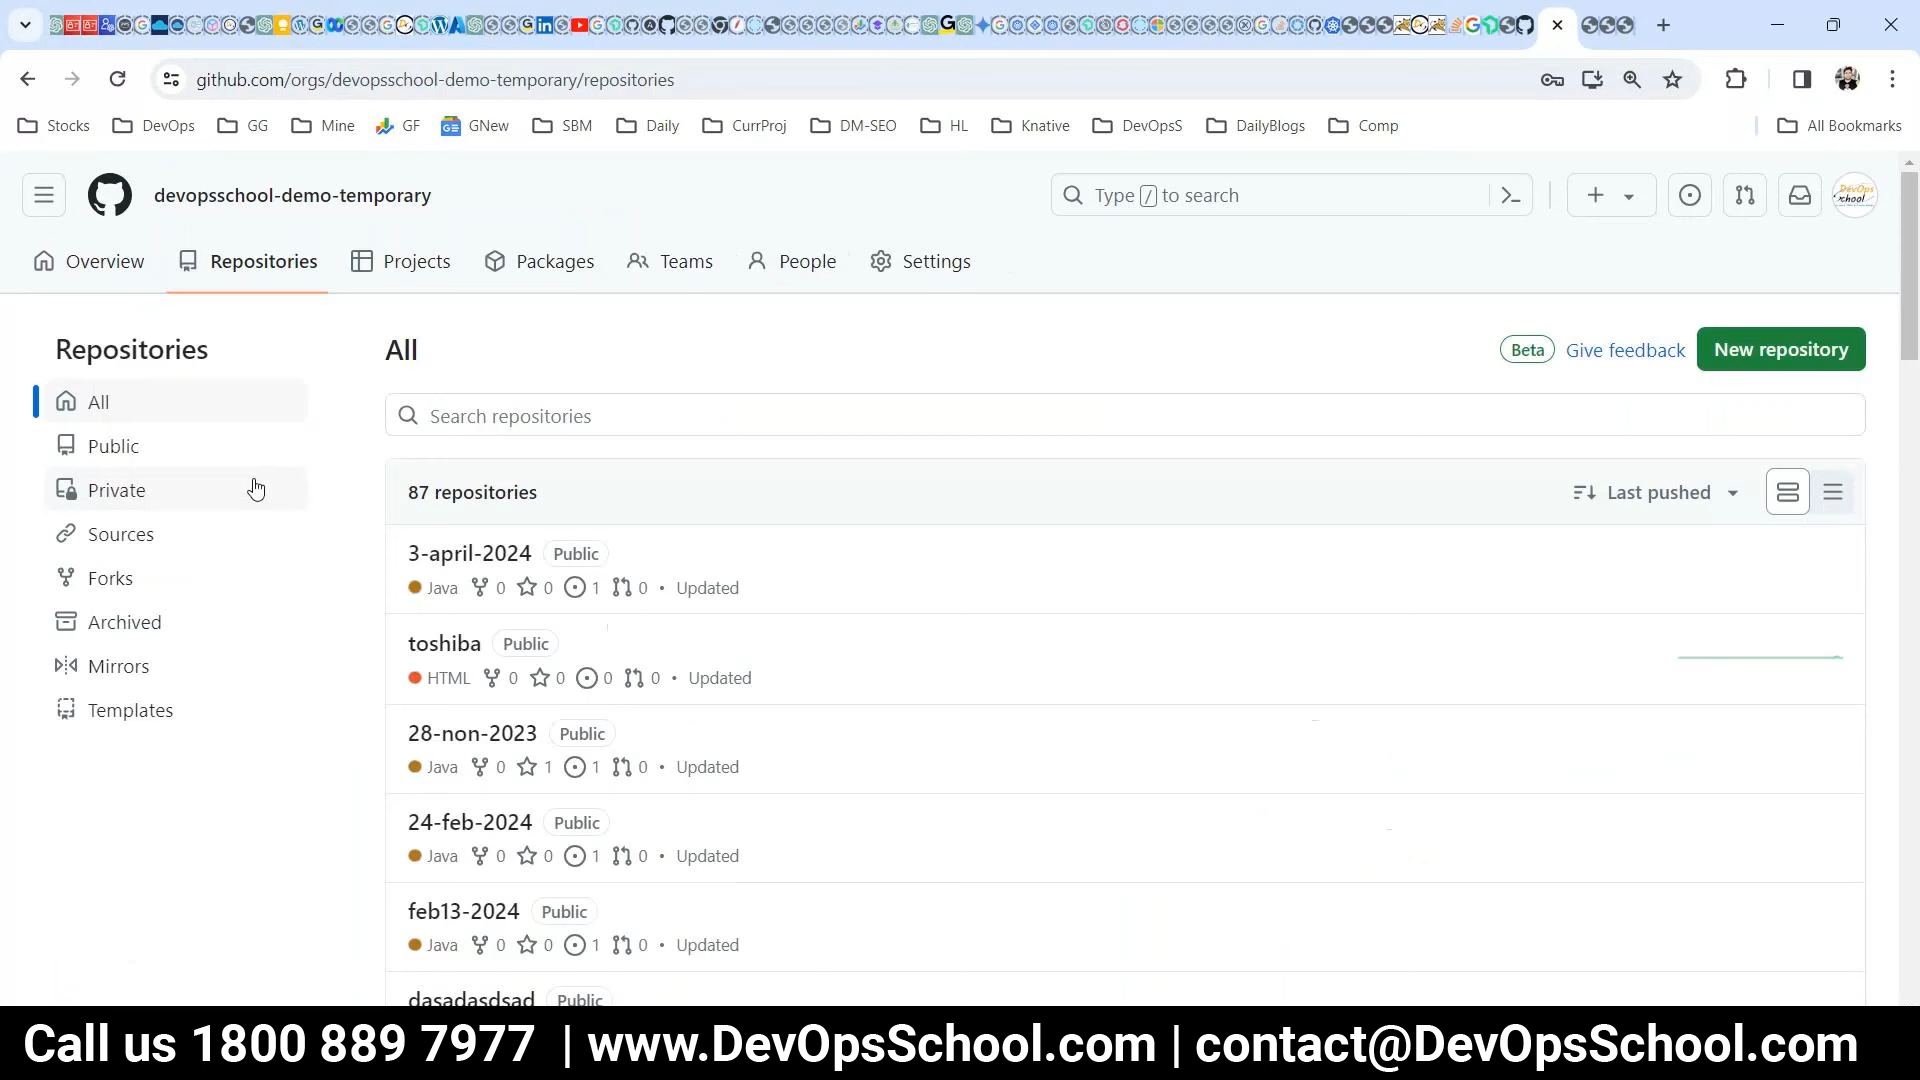 github.com/orgs/devopsschool-demo-temporary/repositories
Stocks DevOps GG Mine GF GNew SBM Daily CurrProj DM-SEO HL Knative DevOpsS DailyBlogs Comp All Bookmarks
devopsschool-demo-temporary
Type / to search
DevOps
School
Overview Repositories Projects Packages Teams People Settings
Repositories
All
Public
Private
Sources
Forks
Archived
Mirrors
Templates
All
Beta Give feedback New repository
Search repositories
87 repositories Last pushed
3-april-2024 Public
Java 0 0 1 0 • Updated
toshiba Public
HTML 0 0 0 0 • Updated
28-non-2023 Public
Java 0 1 1 0 • Updated
24-feb-2024 Public
Java 0 0 1 0 • Updated
feb13-2024 Public
Java 0 0 1 0 • Updated
dasadasdsad Public
Call us 1800 889 7977 | www.DevOpsSchool.com | contact@DevOpsSchool.com